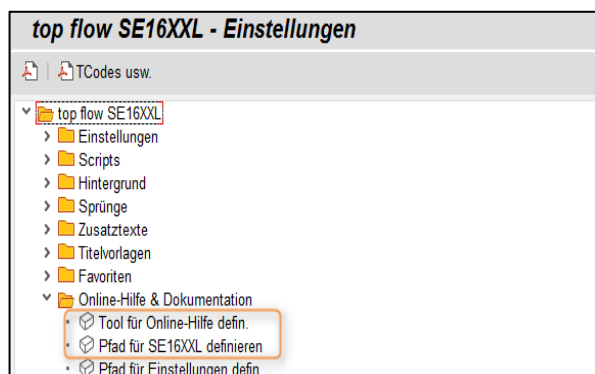 top flow SE16XXL - Einstellungen
TCodes usw.
top flow SE16XXL
Einstellungen
Scripts
Hintergrund
Sprünge
Zusatztexte
Titelvorlagen
Favoriten
Online-Hilfe & Dokumentation
Tool für Online-Hilfe defin.
Pfad für SE16XXL definieren
Pfad für Einstellungen defin